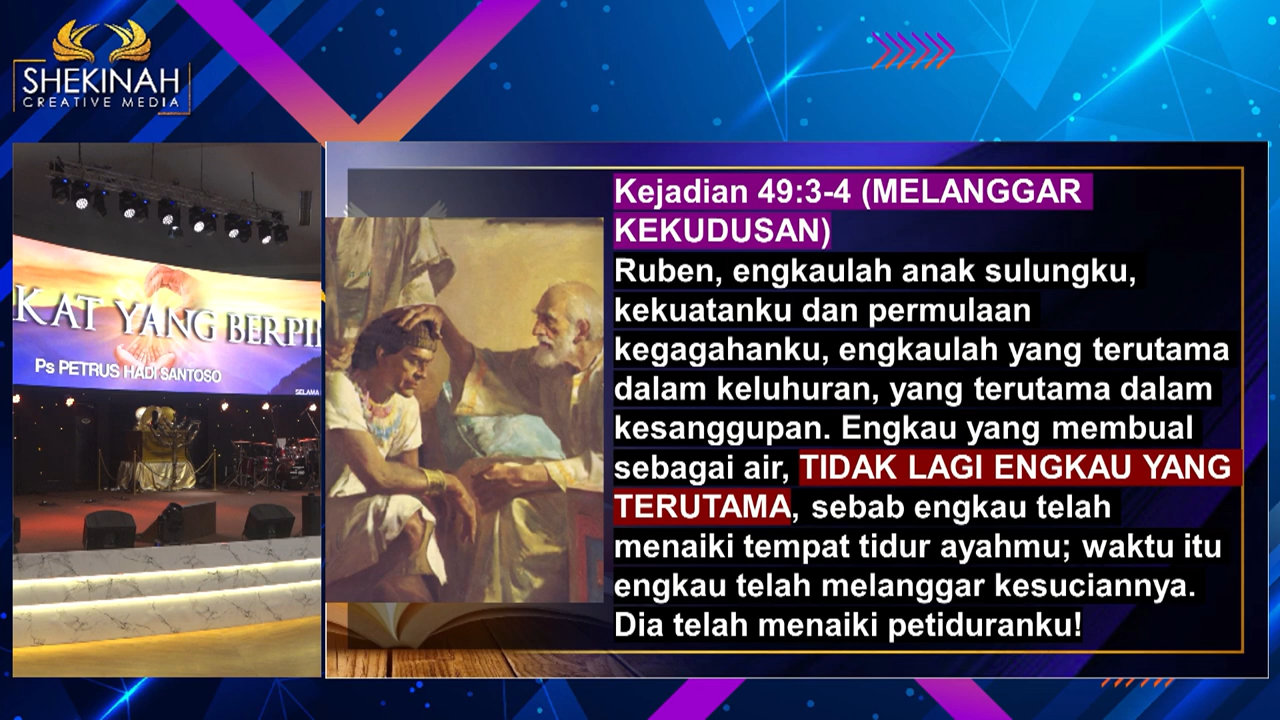 SHEKINAH
CREATIVE MEDIA
KAT YANG BERPIN
Ps PETRUS HADI SANTOSO
SELAMA
Kejadian 49:3-4 (MELANGGAR
KEKUDUSAN)
Ruben, engkaulah anak sulungku,
kekuatanku dan permulaan
kegagahanku, engkaulah yang terutama
dalam keluhuran, yang terutama dalam
kesanggupan. Engkau yang membual
sebagai air, TIDAK LAGI ENGKAU YANG
TERUTAMA, sebab engkau telah
menaiki tempat tidur ayahmu; waktu itu
engkau telah melanggar kesuciannya.
Dia telah menaiki petiduranku!